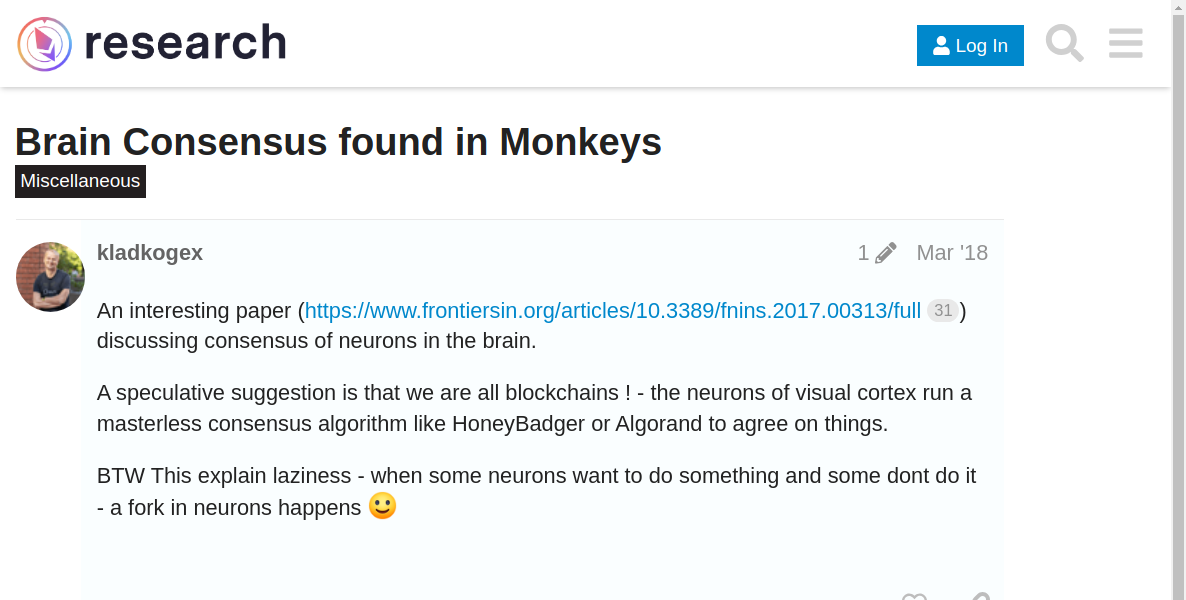 research
Log In
Brain Consensus found in Monkeys
Miscellaneous
kladkogex
1
Mar '18
An interesting paper (https://www.frontiersin.org/articles/10.3389/fnins.2017.00313/full 31)
discussing consensus of neurons in the brain.
A speculative suggestion is that we are all blockchains ! - the neurons of visual cortex run a
masterless consensus algorithm like HoneyBadger or Algorand to agree on things.
BTW This explain laziness - when some neurons want to do something and some dont do it
- a fork in neurons happens